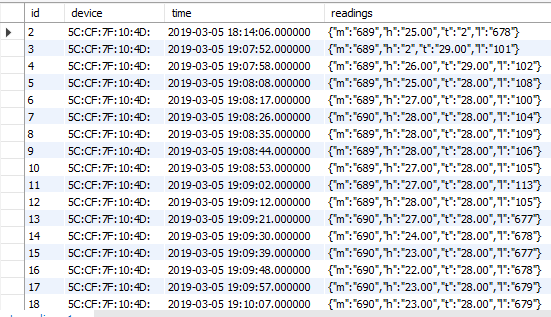 id device time readings
2 5C:CF:7F:10:4D: 2019-03-05 18:14:06.000000 {"m":"689","h":"25.00","t":"2","l":"678"}
3 5C:CF:7F:10:4D: 2019-03-05 19:07:52.000000 {"m":"689","h":"2","t":"29.00","l":"101"}
4 5C:CF:7F:10:4D: 2019-03-05 19:07:58.000000 {"m":"689","h":"26.00","t":"29.00","l":"102"}
5 5C:CF:7F:10:4D: 2019-03-05 19:08:08.000000 {"m":"689","h":"25.00","t":"28.00","l":"108"}
6 5C:CF:7F:10:4D: 2019-03-05 19:08:17.000000 {"m":"689","h":"27.00","t":"28.00","l":"100"}
7 5C:CF:7F:10:4D: 2019-03-05 19:08:26.000000 {"m":"690","h":"28.00","t":"28.00","l":"104"}
8 5C:CF:7F:10:4D: 2019-03-05 19:08:35.000000 {"m":"689","h":"28.00","t":"28.00","l":"109"}
9 5C:CF:7F:10:4D: 2019-03-05 19:08:44.000000 {"m":"689","h":"28.00","t":"28.00","l":"106"}
10 5C:CF:7F:10:4D: 2019-03-05 19:08:53.000000 {"m":"689","h":"27.00","t":"28.00","l":"105"}
11 5C:CF:7F:10:4D: 2019-03-05 19:09:02.000000 {"m":"689","h":"27.00","t":"28.00","l":"113"}
12 5C:CF:7F:10:4D: 2019-03-05 19:09:12.000000 {"m":"689","h":"28.00","t":"28.00","l":"105"}
13 5C:CF:7F:10:4D: 2019-03-05 19:09:21.000000 {"m":"690","h":"27.00","t":"28.00","l":"677"}
14 5C:CF:7F:10:4D: 2019-03-05 19:09:30.000000 {"m":"690","h":"24.00","t":"28.00","l":"678"}
15 5C:CF:7F:10:4D: 2019-03-05 19:09:39.000000 {"m":"690","h":"23.00","t":"28.00","l":"677"}
16 5C:CF:7F:10:4D: 2019-03-05 19:09:48.000000 {"m":"690","h":"22.00","t":"28.00","l":"678"}
17 5C:CF:7F:10:4D: 2019-03-05 19:09:57.000000 {"m":"690","h":"23.00","t":"28.00","l":"679"}
18 5C:CF:7F:10:4D: 2019-03-05 19:10:07.000000 {"m":"690","h":"23.00","t":"28.00","l":"679"}